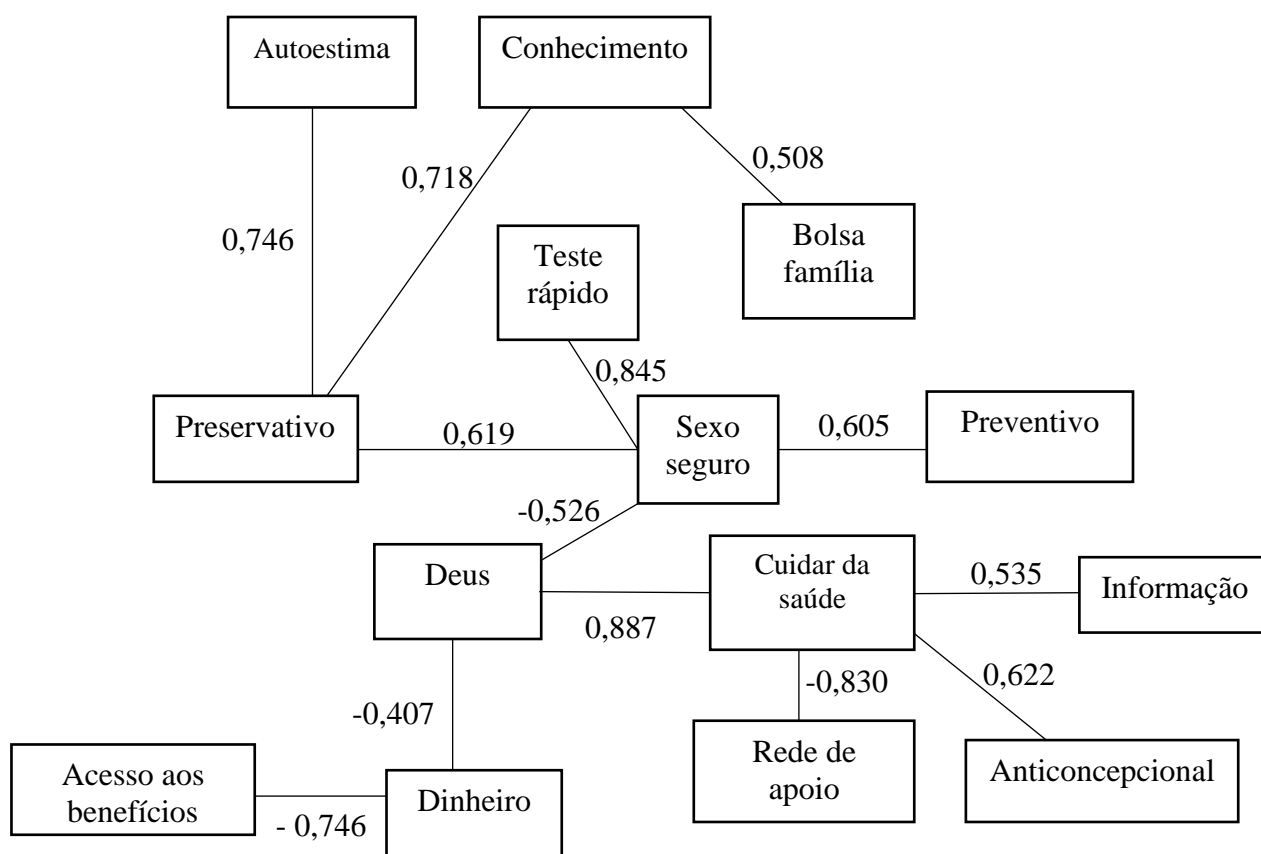 Autoestima
Conhecimento
0,508
0,718
Bolsa
família
0,746
Teste
rápido
0,845
Preservativo
0,619
Sexo
seguro
0,605
Preventivo
-0,526
Deus
0,887
Cuidar da
saúde
0,535
Informação
-0,830
0,622
-0,407
Rede de
apoio
Anticoncepcional
Acesso aos
benefícios
- 0,746
Dinheiro